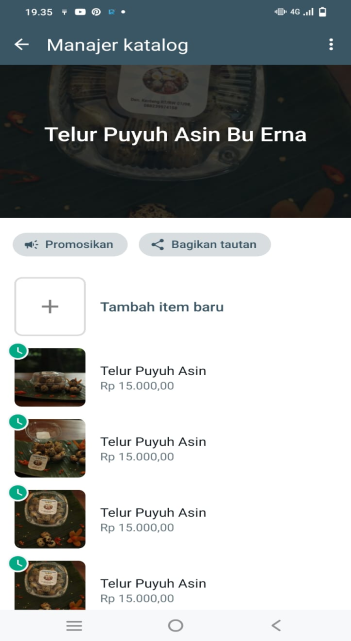 19.35
4G
Manajer katalog
Telur Puyuh Asin Bu Erna
Promosikan
Bagikan tautan
Tambah item baru
Telur Puyuh Asin
Rp 15.000,00
Telur Puyuh Asin
Rp 15.000,00
Telur Puyuh Asin
Rp 15.000,00
Telur Puyuh Asin
Rp 15.000,00